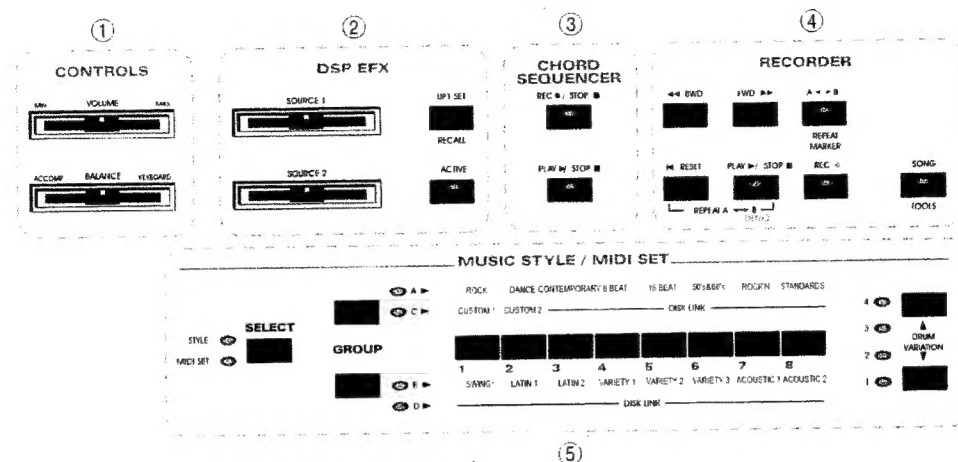 ① ② ③ ④
CONTROLS
MIN VOLUME MAX
ACCOMP BALANCE KEYBOARD
DSP EFX
SOURCE 1
SOURCE 2
RECALL
ACTIVE
CHORD
SEQUENCER
REC ● / STOP ■
PLAY ▶/ STOP ■
RECORDER
◀◀ BWD FWD ▶▶ A ◀ ▶ B
REPEAT
MARKER
|◀ RESET PLAY ▶/ STOP ■ REC
REPEAT A ◀ ▶ B
SONG
TOOLS
MUSIC STYLE / MIDI SET
STYLE
MIDI SET
SELECT
GROUP
A ▶
C ▶
D ▶
ROCK DANCE CONTEMPORARY 8 BEAT 16 BEAT 50's&60's ROCK'N STANDARDS
CUSTOM 1 CUSTOM 2 DISK LINK
1 2 3 4 5 6 7 8
SWING LATIN 1 LATIN 2 VARIETY 1 VARIETY 2 VARIETY 3 ACOUSTIC 1 ACOUSTIC 2
DISK LINK
4
3
2
1
DRUM
VARIATION
⑤